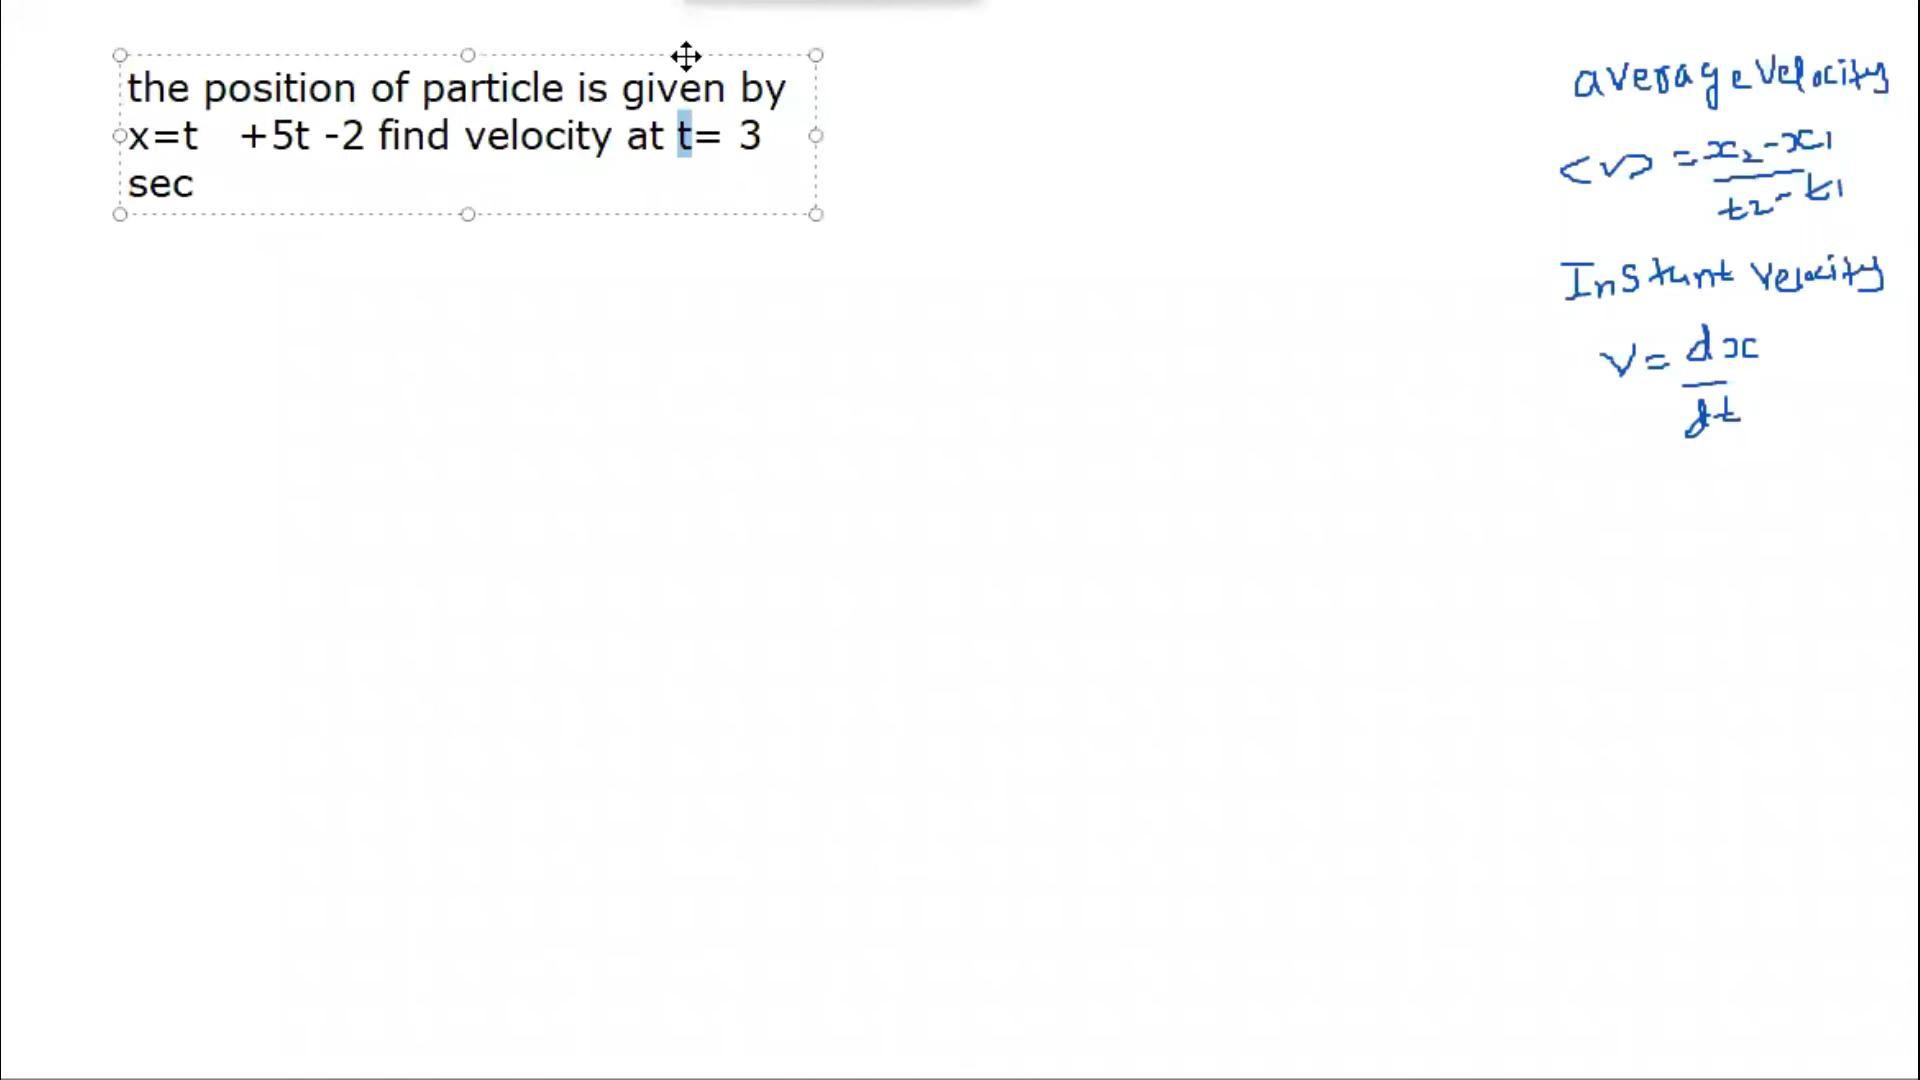 the position of particle is given by
x=t +5t -2 find velocity at t= 3
sec
average velocity
<v> = x2-x1
t2-t1
Instunt velocity
v= dx
dt